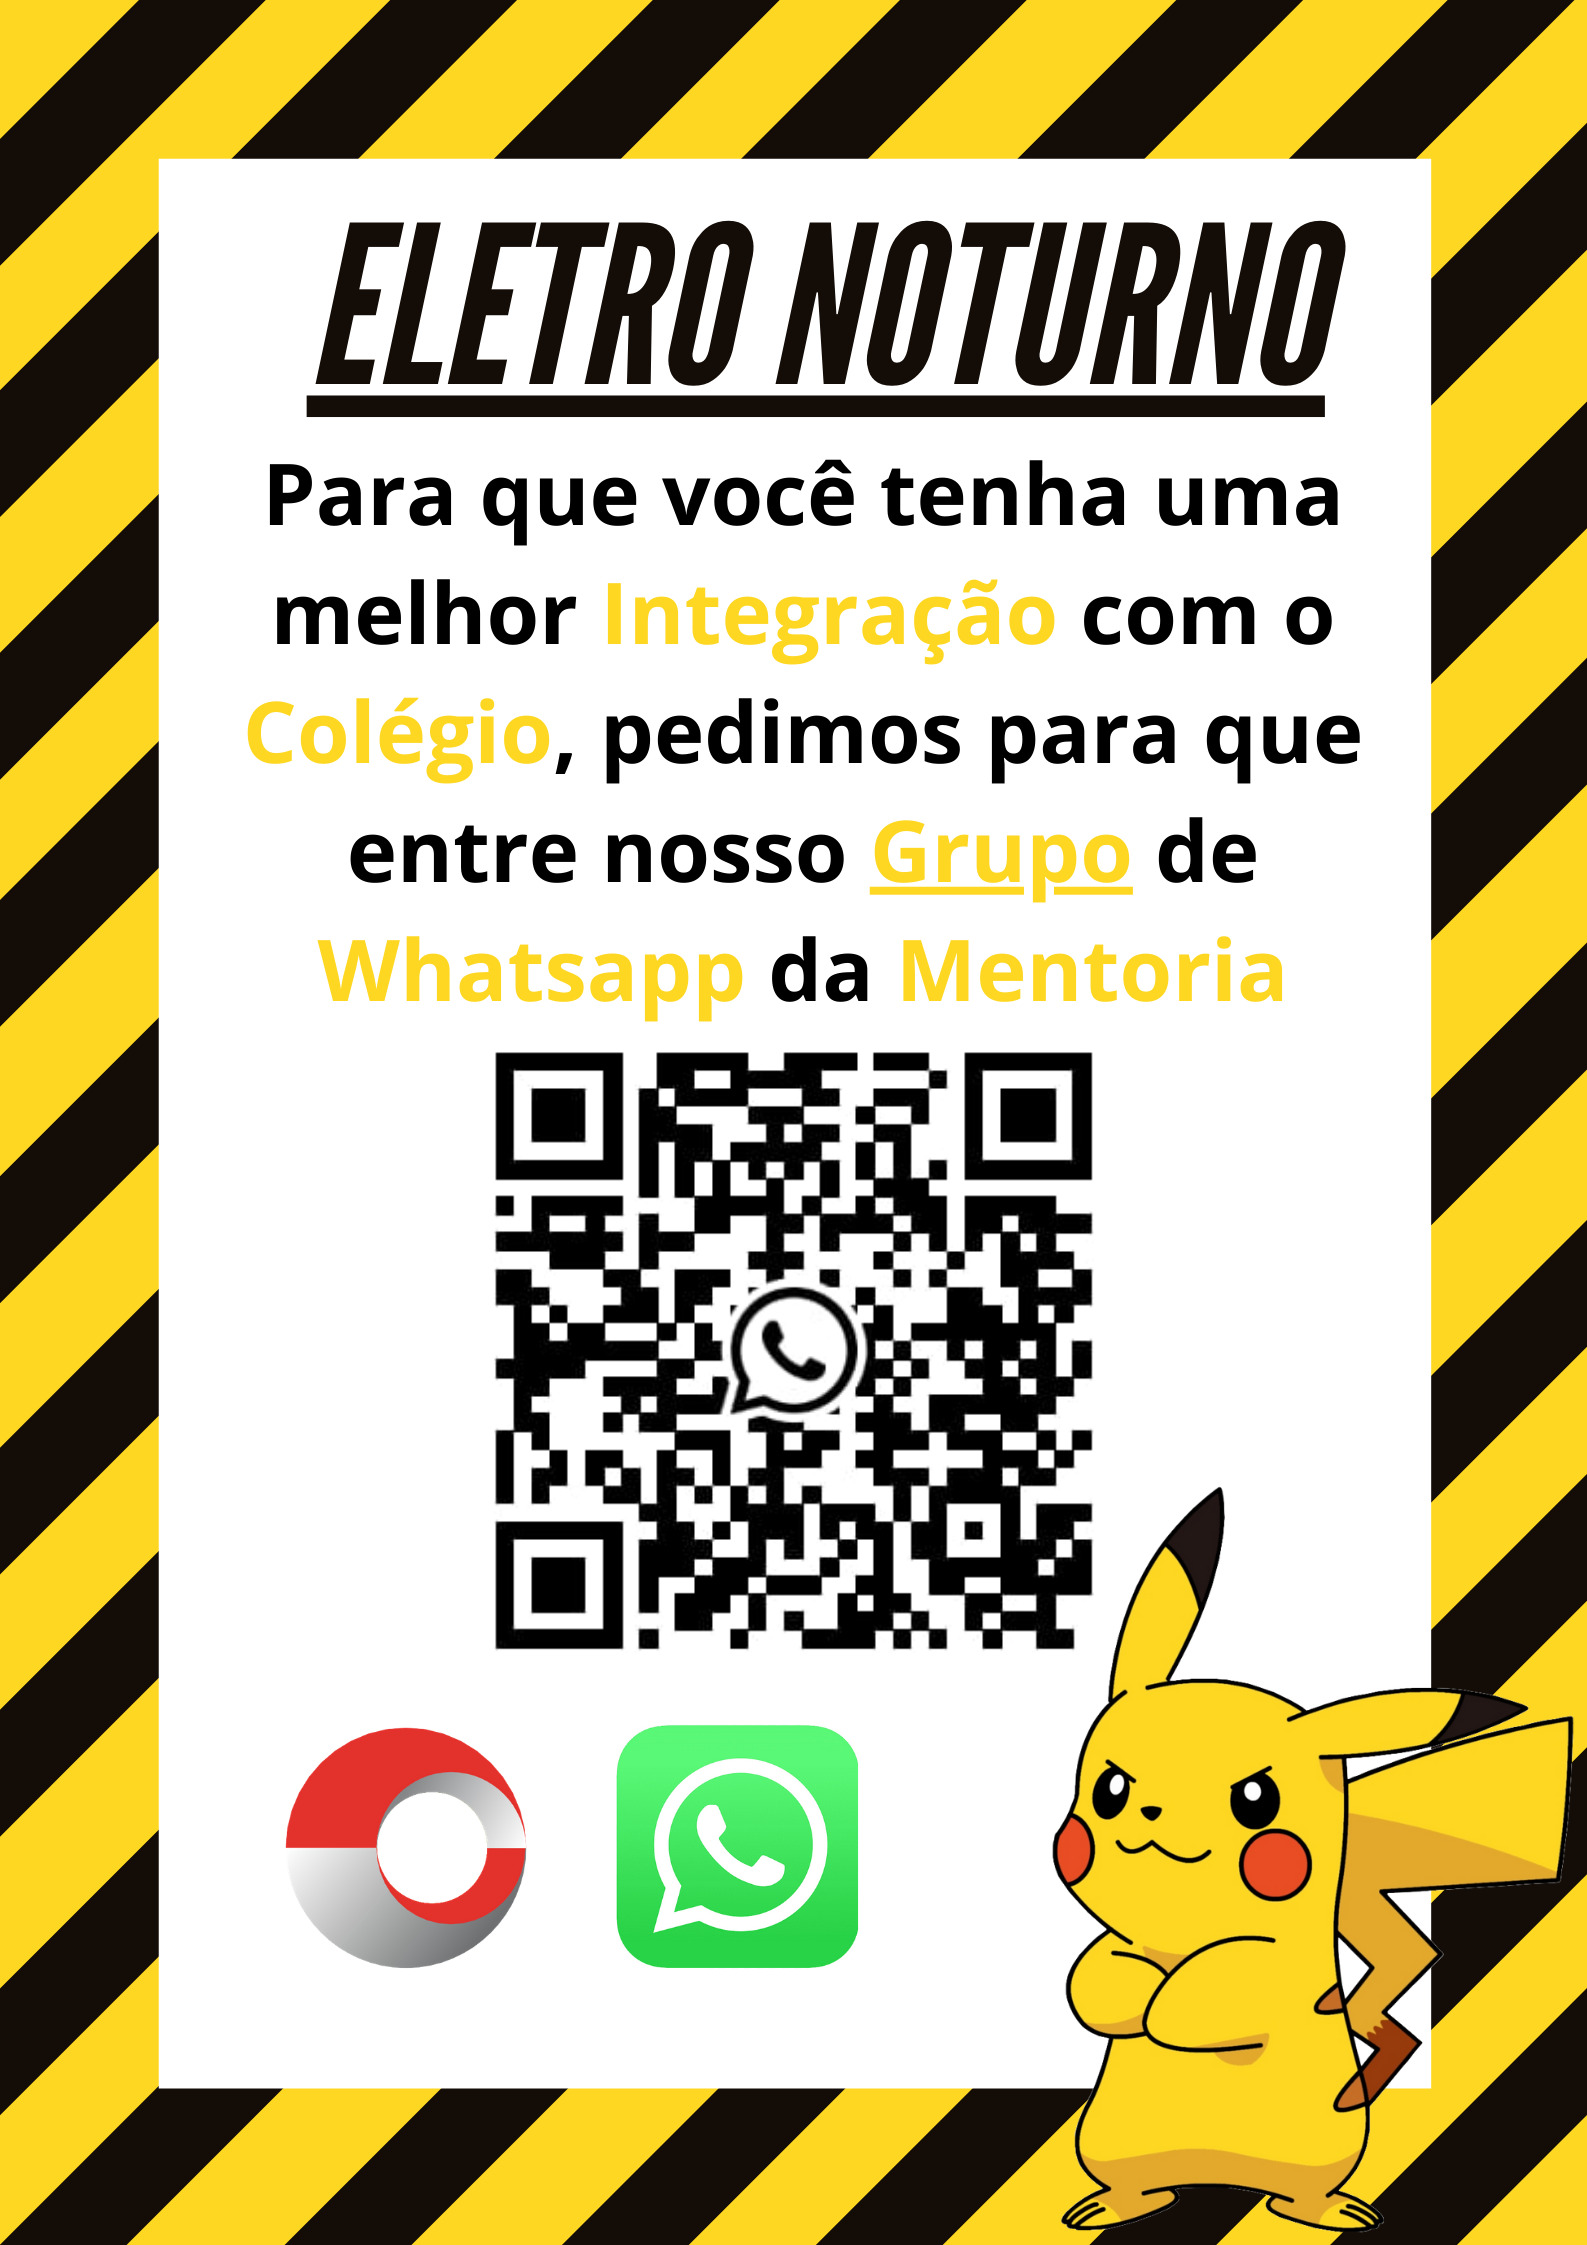 ELETRO NOTURNO
Para que você tenha uma
melhor Integração com o
Colégio, pedimos para que
entre nosso Grupo de
Whatsapp da Mentoria